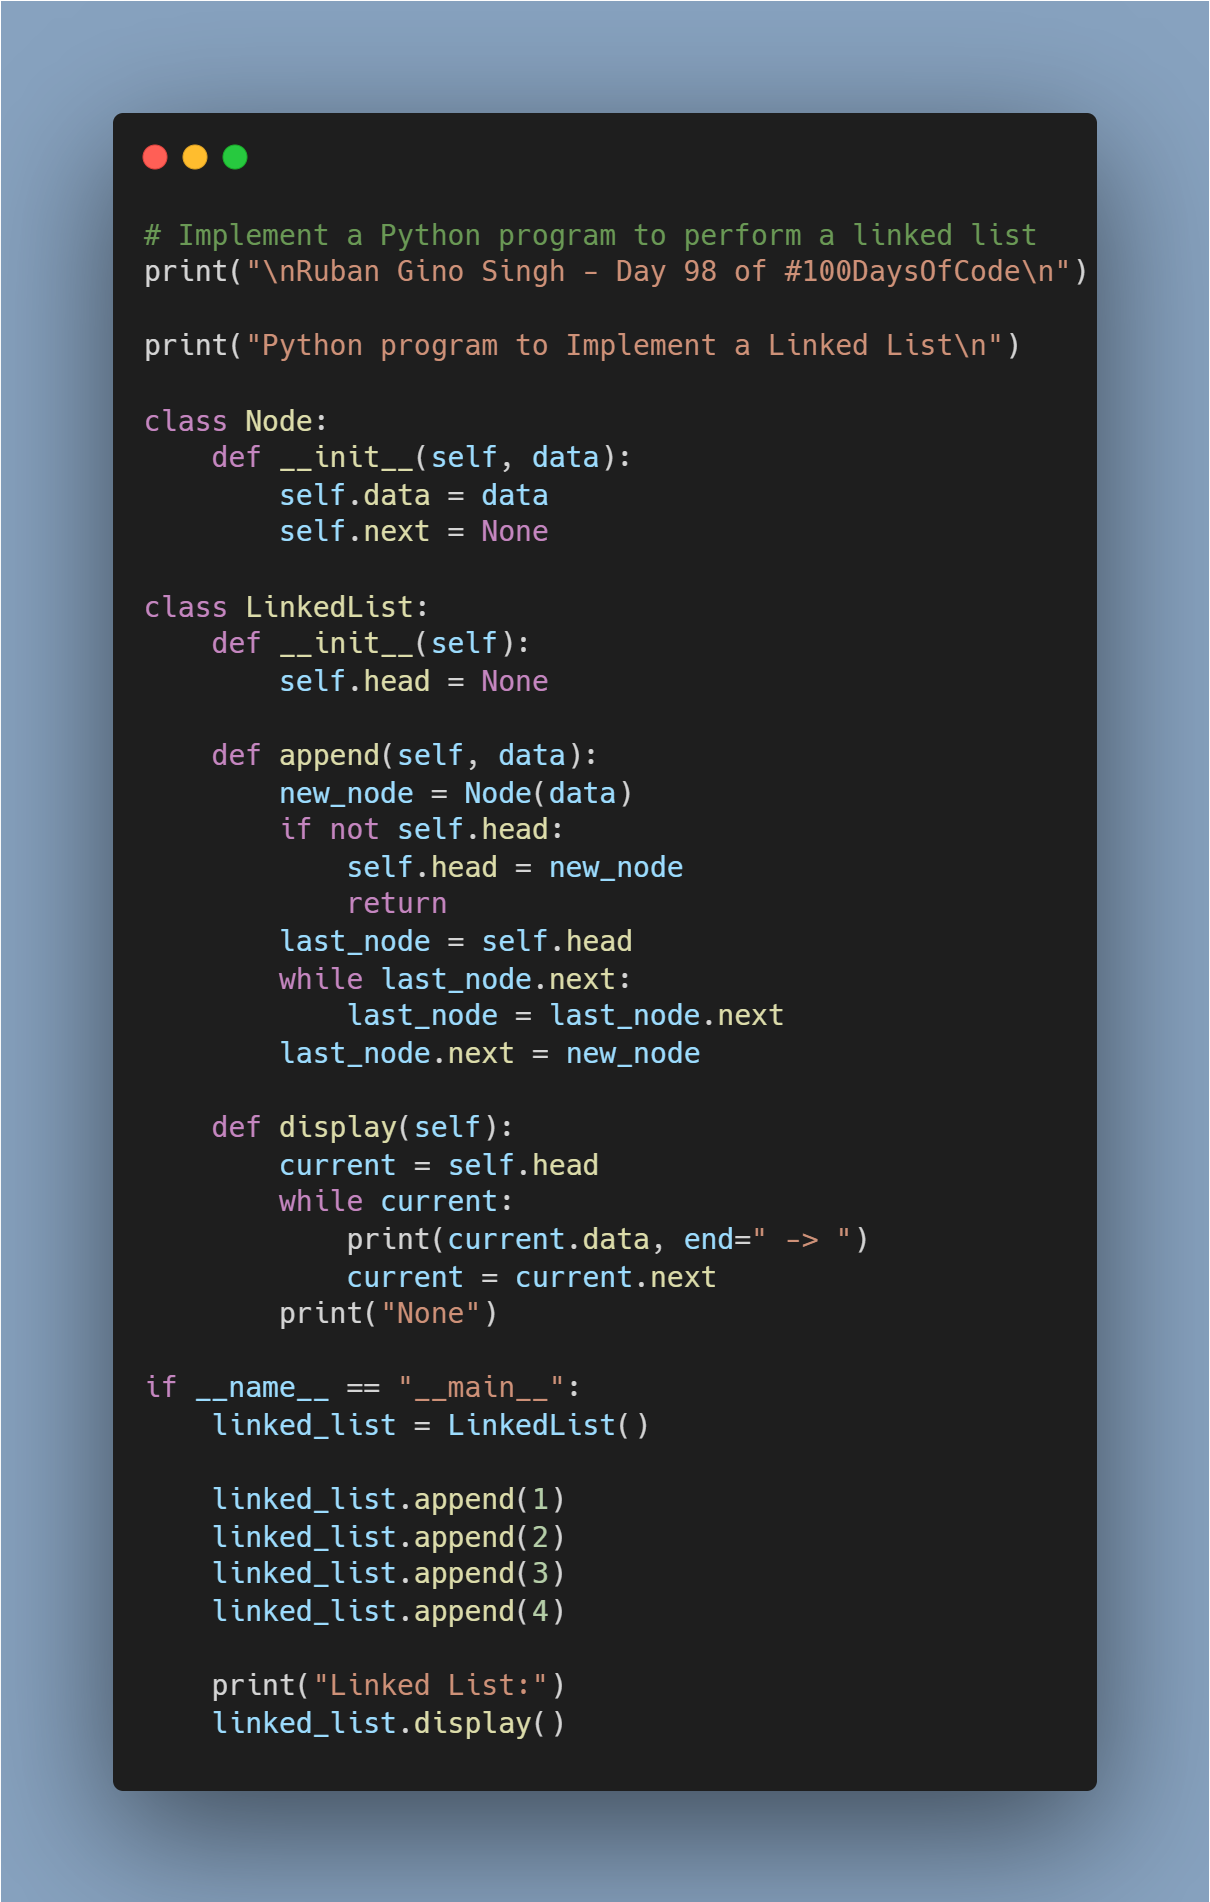 # Implement a Python program to perform a linked list
print("\nRuban Gino Singh - Day 98 of #100DaysOfCode\n")

print("Python program to Implement a Linked List\n")

class Node:
    def __init__(self, data):
        self.data = data
        self.next = None

class LinkedList:
    def __init__(self):
        self.head = None

    def append(self, data):
        new_node = Node(data)
        if not self.head:
            self.head = new_node
            return
        last_node = self.head
        while last_node.next:
            last_node = last_node.next
        last_node.next = new_node

    def display(self):
        current = self.head
        while current:
            print(current.data, end=" -> ")
            current = current.next
        print("None")

if __name__ == "__main__":
    linked_list = LinkedList()

    linked_list.append(1)
    linked_list.append(2)
    linked_list.append(3)
    linked_list.append(4)

    print("Linked List:")
    linked_list.display()